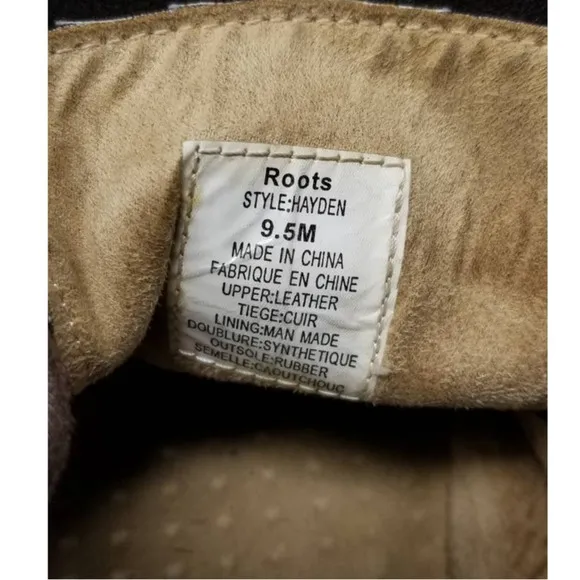 Roots
STYLE:HAYDEN
9.5M
MADE IN CHINA
FABRIQUE EN CHINE
UPPER:LEATHER
TIEGE:CUIR
LINING:MAN MADE
DOUBLURE:SYNTHETIQUE
OUTSOLE:RUBBER
SEMELLE:CAOUTCHOUC